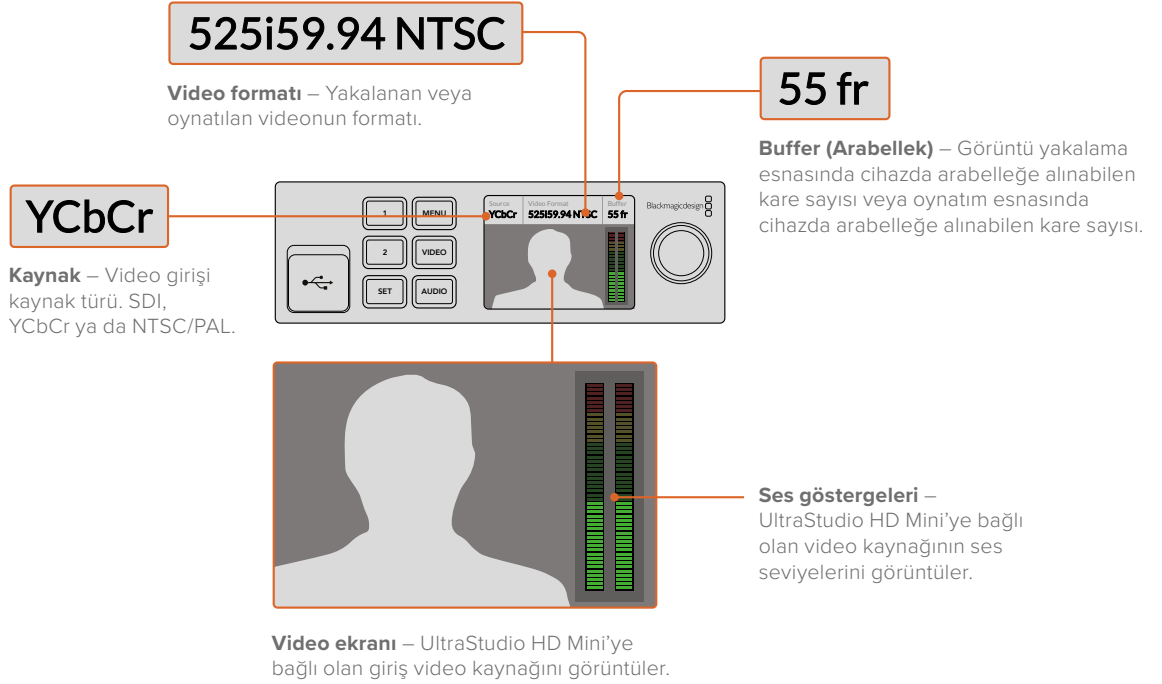 525i59.94 NTSC
Video formatı – Yakalanan veya
oynatılan videonun formatı.
55 fr
Buffer (Arabellek) – Görüntü yakalama
esnasında cihazda arabelleğe alınabilen
kare sayısı veya oynatım esnasında
cihazda arabelleğe alınabilen kare sayısı.
YCbCr
Kaynak – Video girişi
kaynak türü. SDI,
YCbCr ya da NTSC/PAL.
1 MENU
2 VIDEO
SET AUDIO
Source Video Format Buffer
YCbCr 525i59.94 NTSC 55 fr
Blackmagicdesign
Ses göstergeleri –
UltraStudio HD Mini’ye bağlı
olan video kaynağının ses
seviyelerini görüntüler.
Video ekranı – UltraStudio HD Mini’ye
bağlı olan giriş video kaynağını görüntüler.